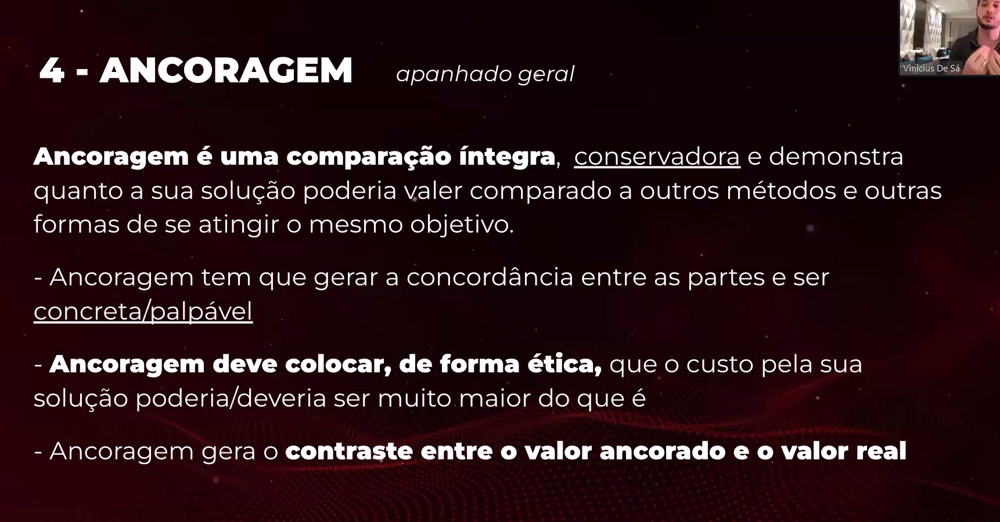 4 - ANCORAGEM apanhado geral
Vinicius De Sá
Ancoragem é uma comparação íntegra, conservadora e demonstra
quanto a sua solução poderia valer comparado a outros métodos e outras
formas de se atingir o mesmo objetivo.
- Ancoragem tem que gerar a concordância entre as partes e ser
concreta/palpável
- Ancoragem deve colocar, de forma ética, que o custo pela sua
solução poderia/deveria ser muito maior do que é
- Ancoragem gera o contraste entre o valor ancorado e o valor real